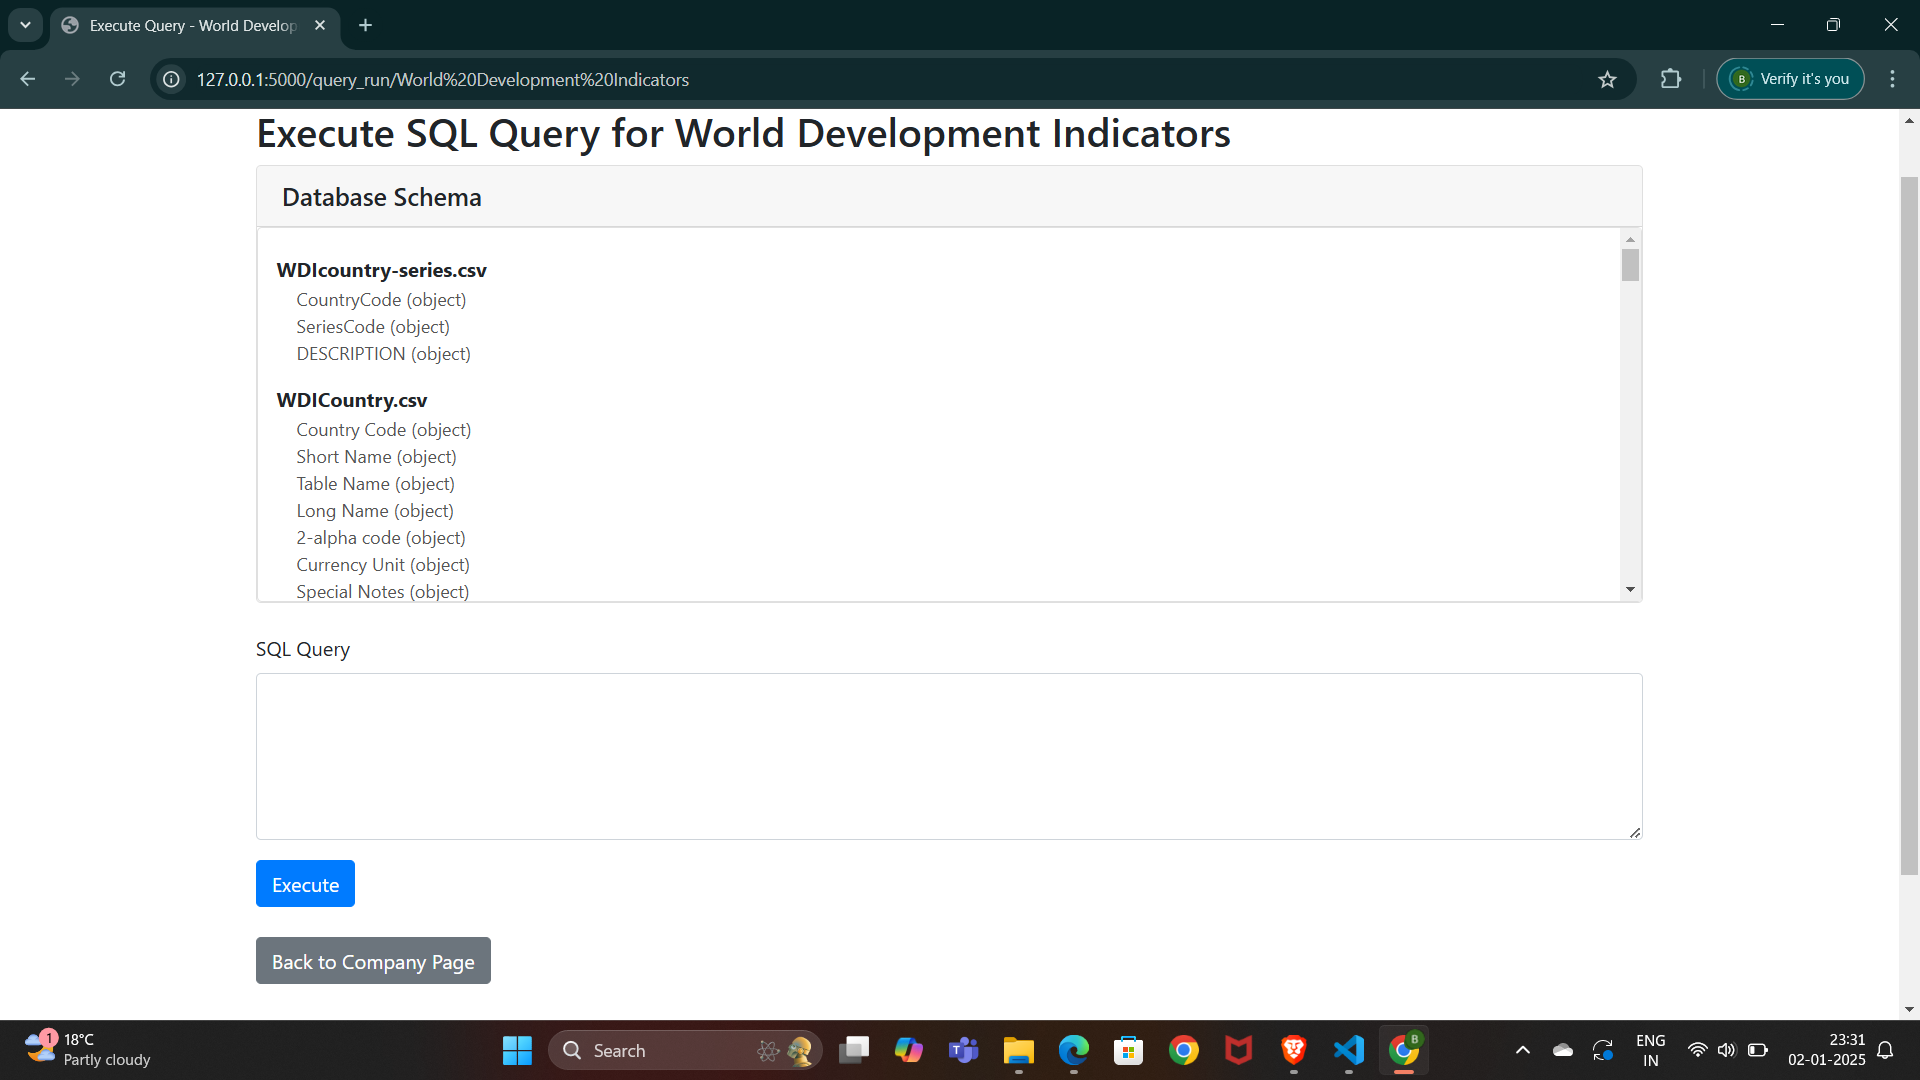 Execute Query - World Develop
127.0.0.1:5000/query_run/World%20Development%20Indicators
B Verify it's you
Execute SQL Query for World Development Indicators
Database Schema
WDIcountry-series.csv
CountryCode (object)
SeriesCode (object)
DESCRIPTION (object)
WDICountry.csv
Country Code (object)
Short Name (object)
Table Name (object)
Long Name (object)
2-alpha code (object)
Currency Unit (object)
Special Notes (object)
SQL Query
Execute
Back to Company Page
1
18°C
Partly cloudy
Search
T
B
ENG
IN
23:31
02-01-2025